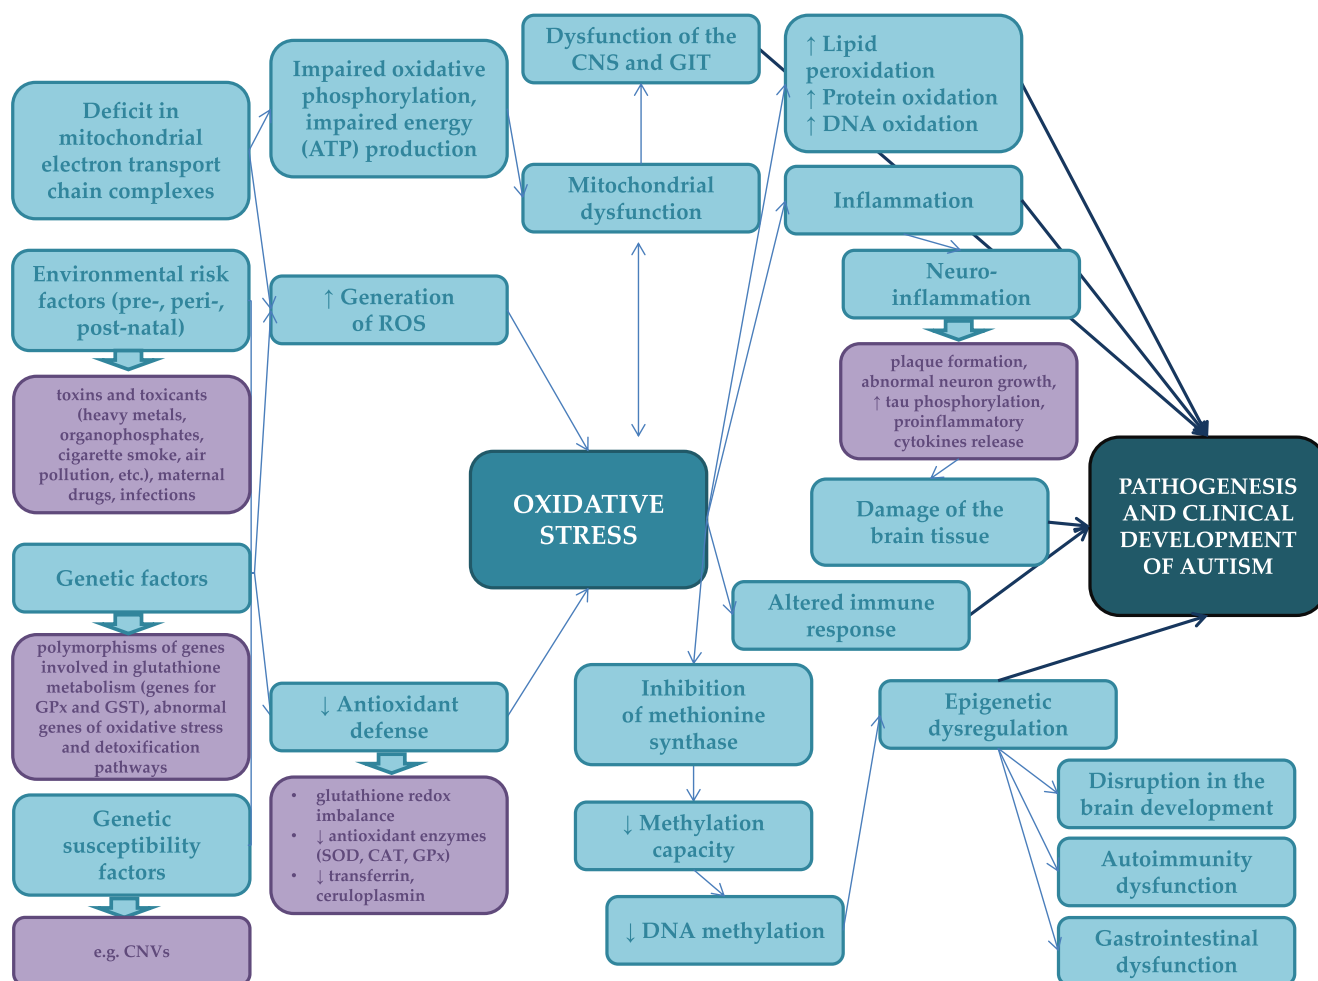 Deficit in
mitochondrial
electron transport
chain complexes
Environmental risk
factors (pre-, peri-,
post-natal)
toxins and toxicants
(heavy metals,
organophosphates,
cigarette smoke, air
pollution, etc.), maternal
drugs, infections
Genetic factors
polymorphisms of genes
involved in glutathione
metabolism (genes for
GPx and GST), abnormal
genes of oxidative stress
and detoxification
pathways
Genetic
susceptibility
factors
e.g. CNVs
Impaired oxidative
phosphorylation,
impaired energy
(ATP) production
↑ Generation
of ROS
↓ Antioxidant
defense
• glutathione redox
imbalance
• ↓ antioxidant enzymes
(SOD, CAT, GPx)
• ↓ transferrin,
ceruloplasmin
Dysfunction of the
CNS and GIT
Mitochondrial
dysfunction
OXIDATIVE
STRESS
↑ Lipid
peroxidation
↑ Protein oxidation
↑ DNA oxidation
Inflammation
Neuro-
inflammation
plaque formation,
abnormal neuron growth,
↑ tau phosphorylation,
proinflammatory
cytokines release
Damage of the
brain tissue
Altered immune
response
Inhibition
of methionine
synthase
↓ Methylation
capacity
↓ DNA methylation
Epigenetic
dysregulation
Disruption in the
brain development
Autoimmunity
dysfunction
Gastrointestinal
dysfunction
PATHOGENESIS
AND CLINICAL
DEVELOPMENT
OF AUTISM